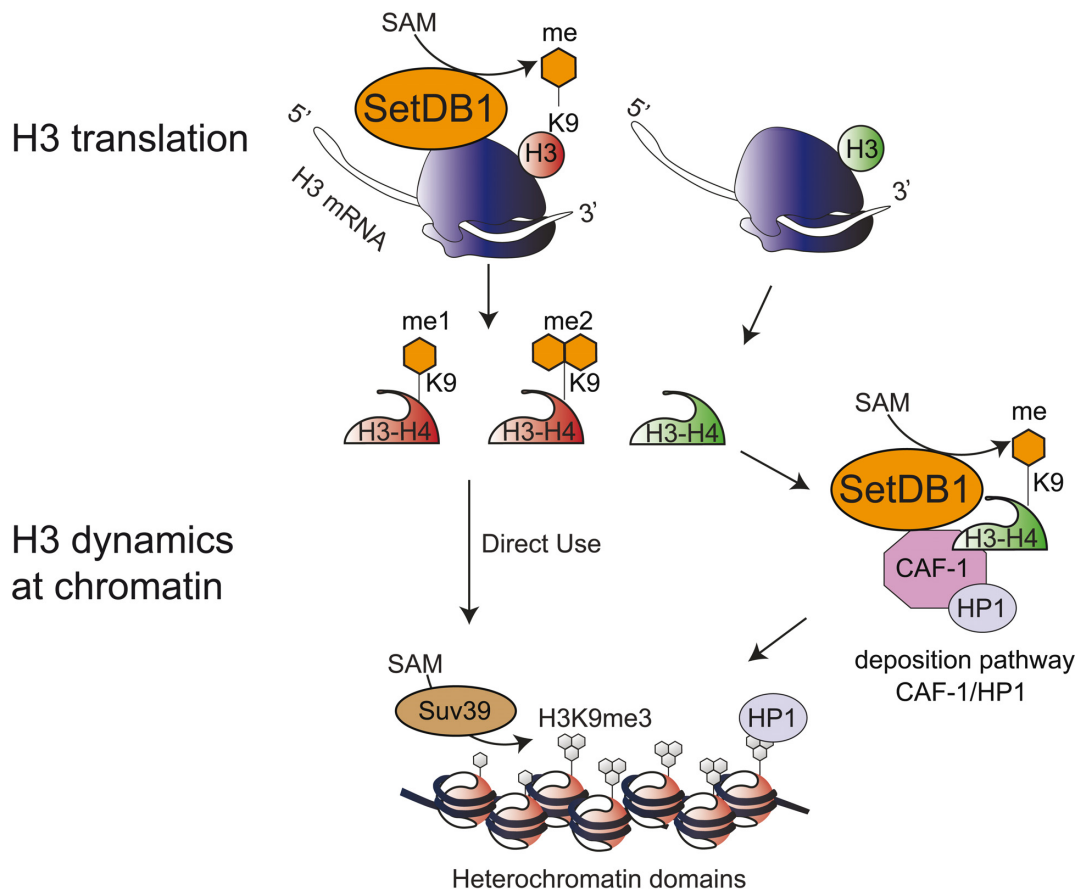 SAM
me
SetDB1
K9
H3
5’
H3 mRNA
3’
H3 translation
5’
H3
3’
me1
K9
H3-H4
me2
K9
H3-H4
H3-H4
SAM
me
SetDB1
K9
H3-H4
CAF-1
HP1
deposition pathway
CAF-1/HP1
H3 dynamics
at chromatin
Direct Use
SAM
Suv39
H3K9me3
HP1
Heterochromatin domains